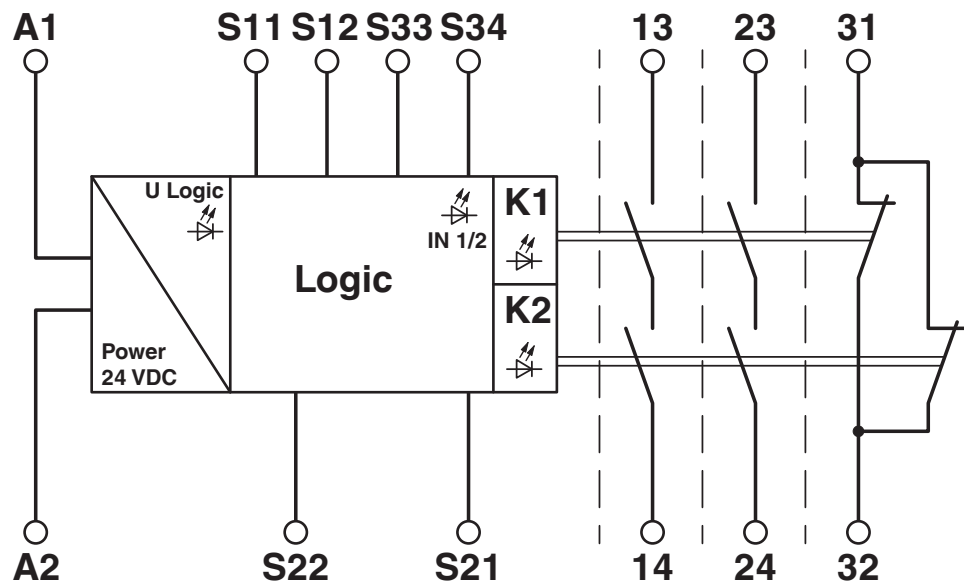 A1 S11 S12 S33 S34 13 23 31
U Logic
K1
IN 1/2
Logic
K2
Power
24 VDC
A2 S22 S21 14 24 32